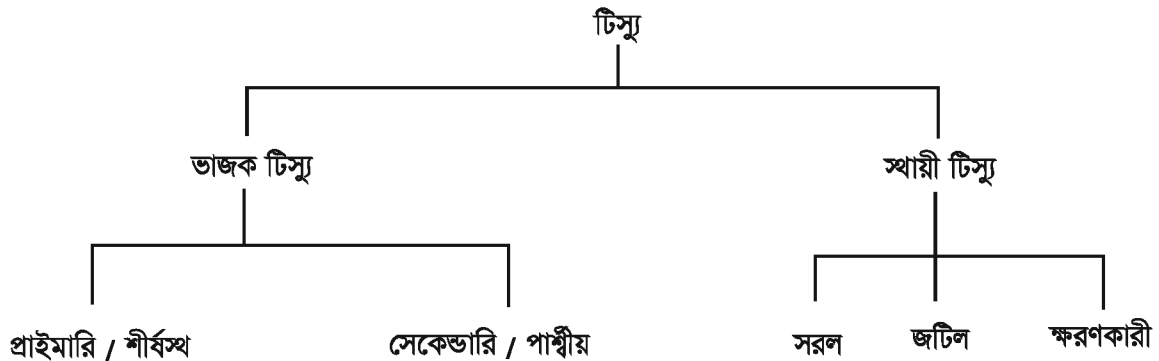 টিস্যু
ভাজক টিস্যু
স্থায়ী টিস্যু
প্রাইমারি / শীর্ষস্থ
সেকেন্ডারি / পার্শ্বীয়
সরল
জটিল
ক্ষরণকারী